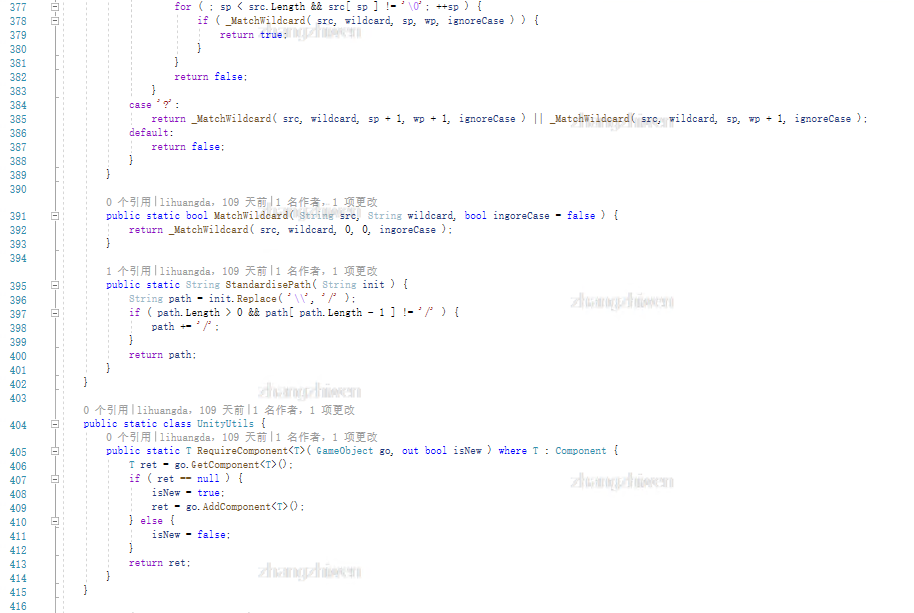 377 for ( ; sp < src.Length && src[ sp ] != '\0'; ++sp ) {
378 if ( _MatchWildcard( src, wildcard, sp, wp, ignoreCase ) ) {
379 return true;
380 }
381 }
382 return false;
383 }
384 case '?':
385 return _MatchWildcard( src, wildcard, sp + 1, wp + 1, ignoreCase ) || _MatchWildcard( src, wildcard, sp, wp + 1, ignoreCase );
386 default:
387 return false;
388 }
389 }
390
0 个引用|lihuangda，109 天前|1 名作者，1 项更改
391 public static bool MatchWildcard( String src, String wildcard, bool ingoreCase = false ) {
392 return _MatchWildcard( src, wildcard, 0, 0, ingoreCase );
393 }
394
1 个引用|lihuangda，109 天前|1 名作者，1 项更改
395 public static String StandardisePath( String init ) {
396 String path = init.Replace( '\\', '/' );
397 if ( path.Length > 0 && path[ path.Length - 1 ] != '/' ) {
398 path += '/';
399 }
400 return path;
401 }
402 }
403
0 个引用|lihuangda，109 天前|1 名作者，1 项更改
404 public static class UnityUtils {
0 个引用|lihuangda，109 天前|1 名作者，1 项更改
405 public static T RequireComponent<T>( GameObject go, out bool isNew ) where T : Component {
406 T ret = go.GetComponent<T>();
407 if ( ret == null ) {
408 isNew = true;
409 ret = go.AddComponent<T>();
410 } else {
411 isNew = false;
412 }
413 return ret;
414 }
415 }
416
zhangzhiwen
zhangzhiwen
zhangzhiwen
zhangzhiwen
zhangzhiwen
zhangzhiwen
zhangzhiwen
zhangzhiwen